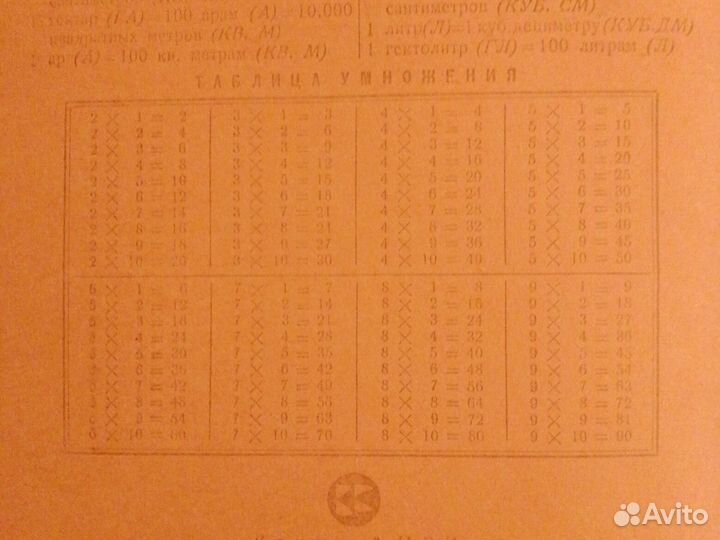 1 гектар (ГА)=100 арам (А)=10.000
квадратных метров (КВ. М)
1 ар (А)=100 кв. метрам (КВ. М)
сантиметров (КУБ. СМ)
1 литр(Л)=1 куб.дециметру(КУБ.ДМ)
1 гектолитр (ГЛ)=100 литрам (Л)
ТАБЛИЦА УМНОЖЕНИЯ
2 × 1 = 2 3 × 1 = 3 4 × 1 = 4 5 × 1 = 5
2 × 2 = 4 3 × 2 = 6 4 × 2 = 8 5 × 2 = 10
2 × 3 = 6 3 × 3 = 9 4 × 3 = 12 5 × 3 = 15
2 × 4 = 8 3 × 4 = 12 4 × 4 = 16 5 × 4 = 20
2 × 5 = 10 3 × 5 = 15 4 × 5 = 20 5 × 5 = 25
2 × 6 = 12 3 × 6 = 18 4 × 6 = 24 5 × 6 = 30
2 × 7 = 14 3 × 7 = 21 4 × 7 = 28 5 × 7 = 35
2 × 8 = 16 3 × 8 = 24 4 × 8 = 32 5 × 8 = 40
2 × 9 = 18 3 × 9 = 27 4 × 9 = 36 5 × 9 = 45
2 × 10 = 20 3 × 10 = 30 4 × 10 = 40 5 × 10 = 50
6 × 1 = 6 7 × 1 = 7 8 × 1 = 8 9 × 1 = 9
6 × 2 = 12 7 × 2 = 14 8 × 2 = 16 9 × 2 = 18
6 × 3 = 18 7 × 3 = 21 8 × 3 = 24 9 × 3 = 27
6 × 4 = 24 7 × 4 = 28 8 × 4 = 32 9 × 4 = 36
6 × 5 = 30 7 × 5 = 35 8 × 5 = 40 9 × 5 = 45
6 × 6 = 36 7 × 6 = 42 8 × 6 = 48 9 × 6 = 54
6 × 7 = 42 7 × 7 = 49 8 × 7 = 56 9 × 7 = 63
6 × 8 = 48 7 × 8 = 56 8 × 8 = 64 9 × 8 = 72
6 × 9 = 54 7 × 9 = 63 8 × 9 = 72 9 × 9 = 81
6 × 10 = 60 7 × 10 = 70 8 × 10 = 80 9 × 10 = 90
Avito